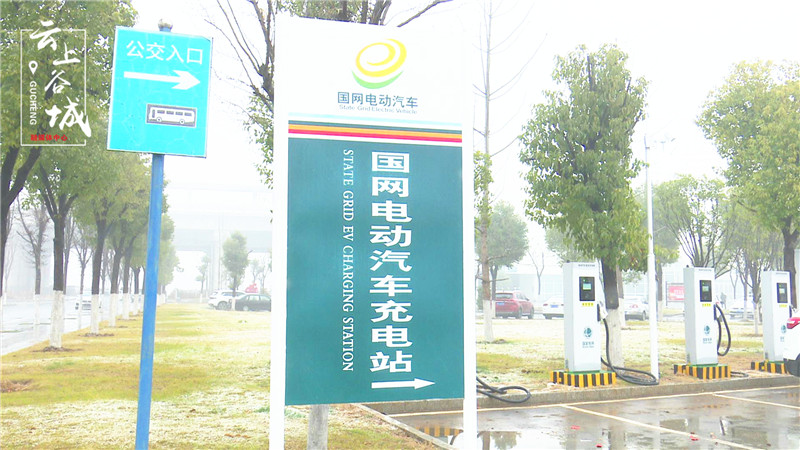 云上谷城
GUCHENG
公交入口
国网电动汽车
State Grid Electric Vehicle
国网电动汽车充电站
STATE GRID EV CHARGING STATION